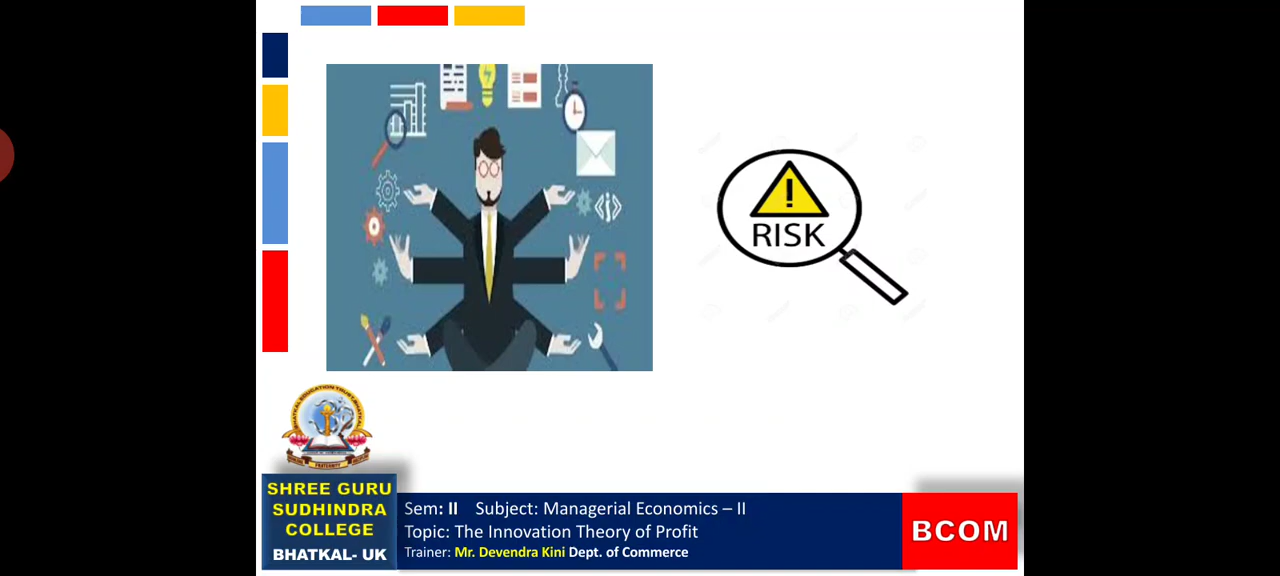 RISK
SHREE GURU
SUDHINDRA
COLLEGE
BHATKAL- UK
Sem: II Subject: Managerial Economics – II
Topic: The Innovation Theory of Profit
Trainer: Mr. Devendra Kini Dept. of Commerce
BCOM